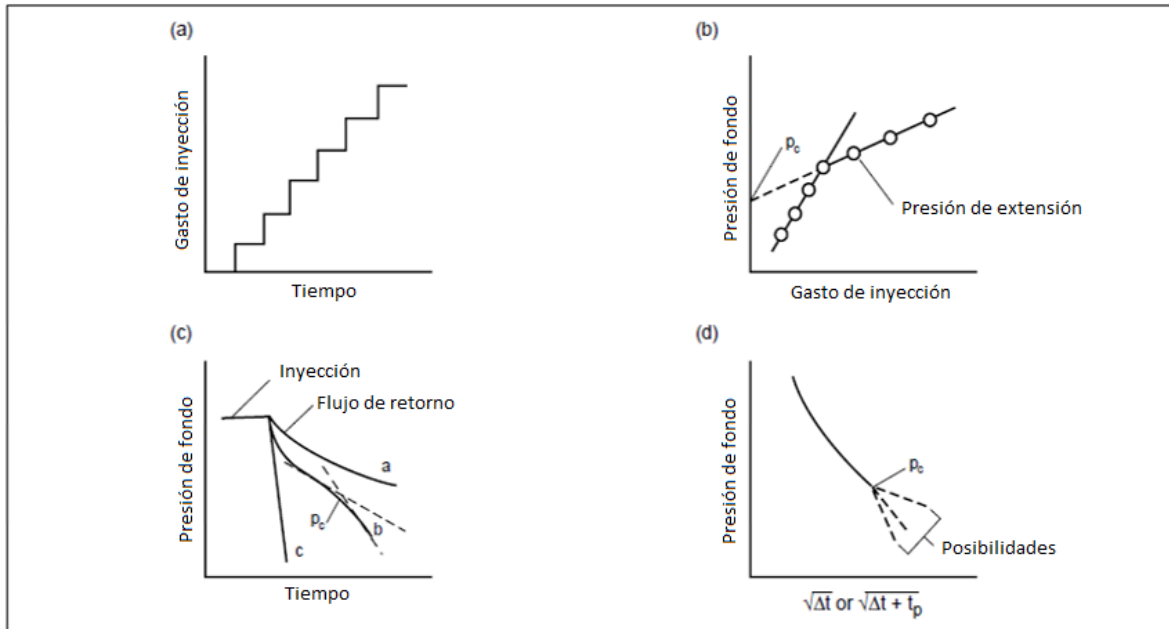 (a)
Gasto de inyección
Tiempo
(b)
Presión de fondo
pc
Presión de extensión
Gasto de inyección
(c)
Presión de fondo
Inyección
Flujo de retorno
a
pc
b
c
Tiempo
(d)
Presión de fondo
pc
Posibilidades
√Δt or √Δt + tp